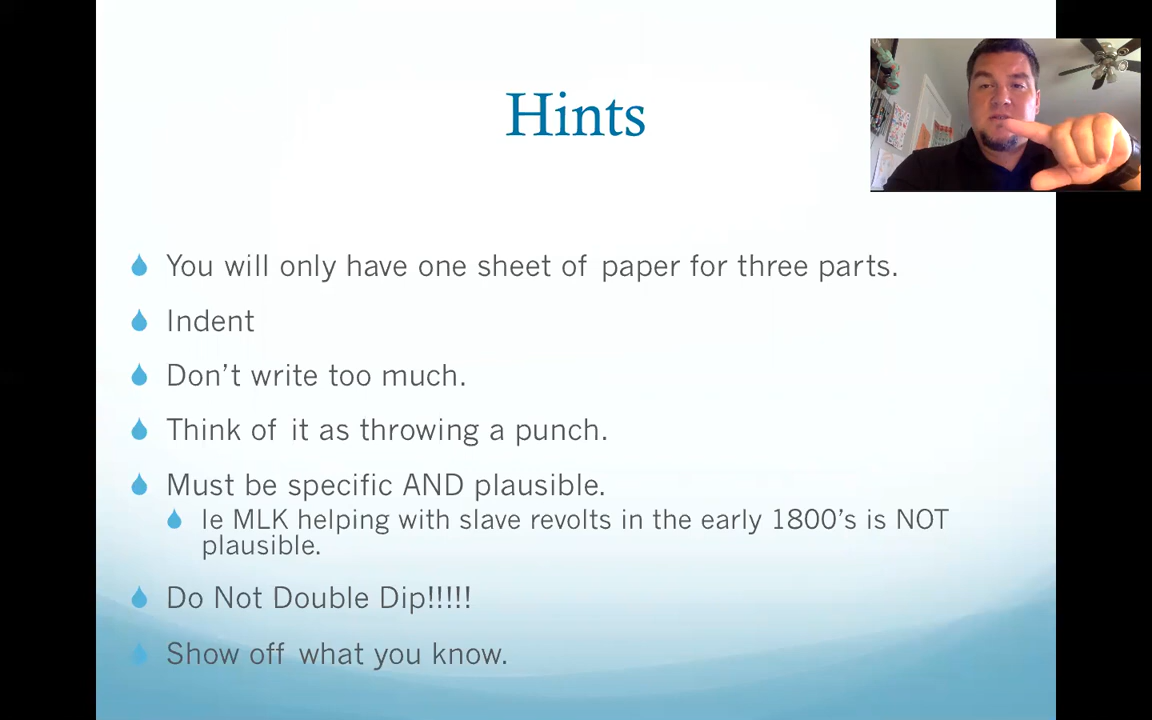 Hints
You will only have one sheet of paper for three parts.
Indent
Don’t write too much.
Think of it as throwing a punch.
Must be specific AND plausible.
Ie MLK helping with slave revolts in the early 1800’s is NOT
plausible.
Do Not Double Dip!!!!!
Show off what you know.